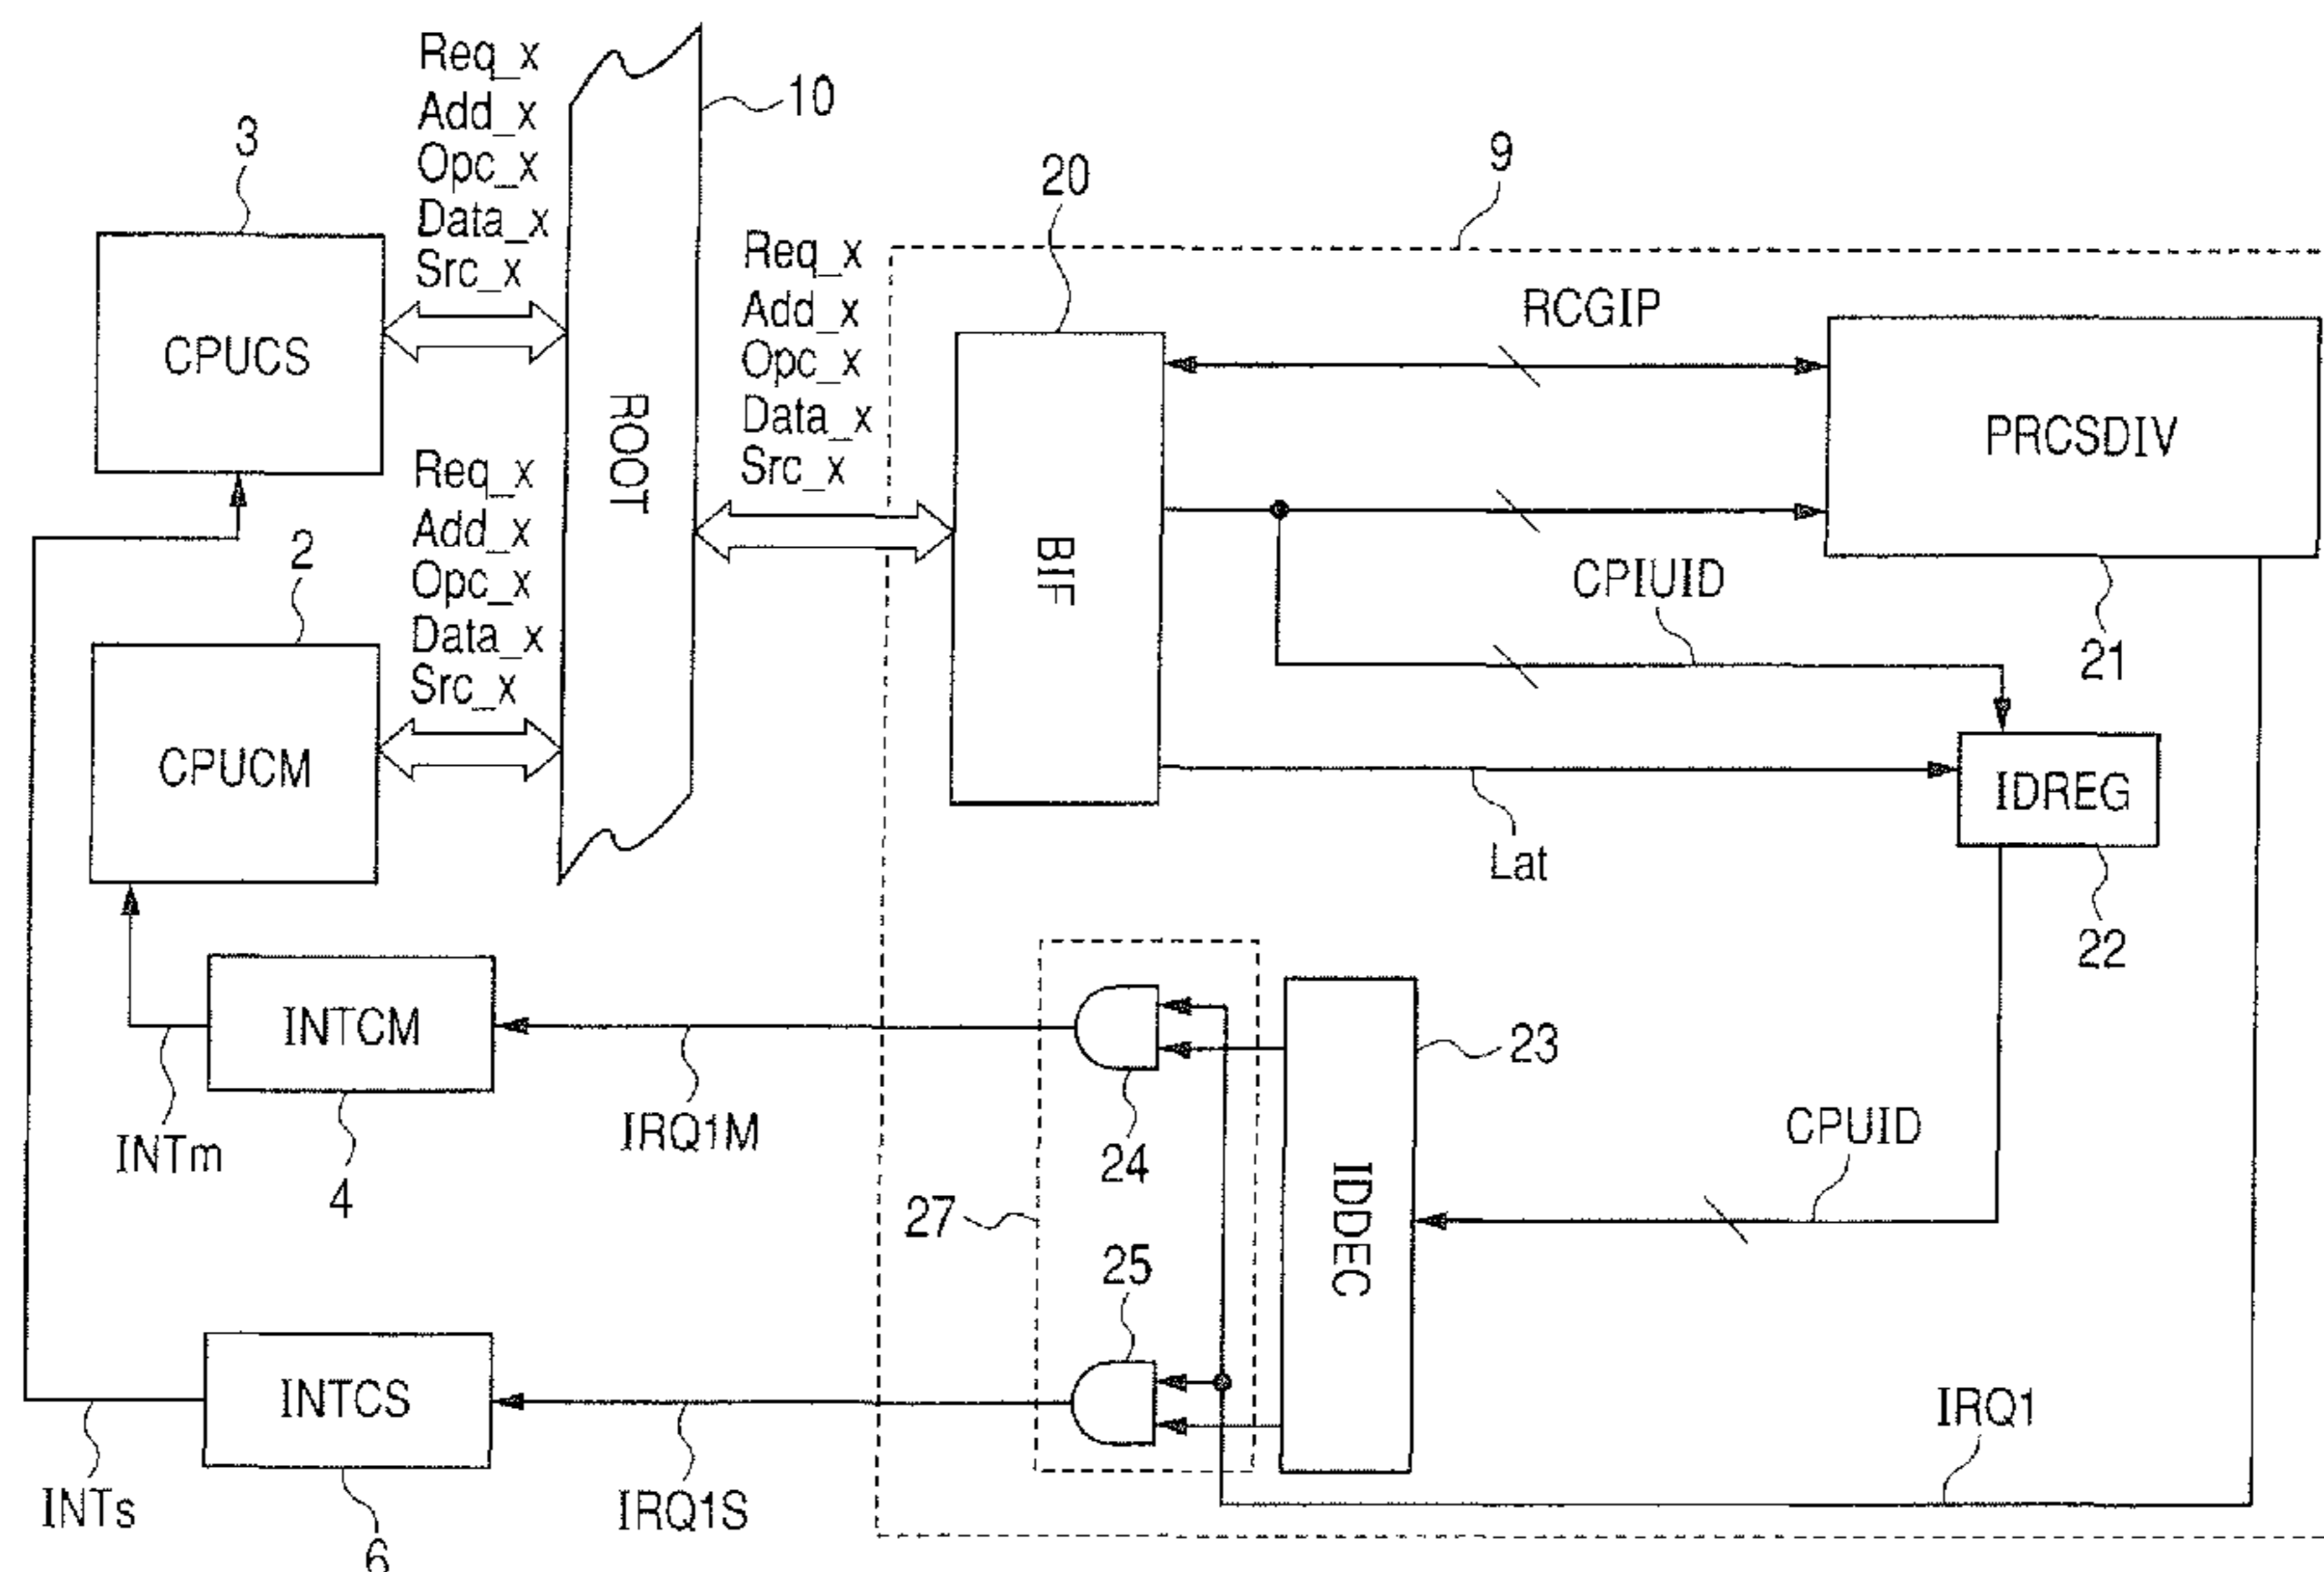 Req_x
Add_x
Opc_x
Data_x
Src_x
10
3
9
20
Req_x
Add_x
Opc_x
Data_x
Src_x
RCGIP
CPUCS
ROOT
PRCSDIV
Req_x
Add_x
Opc_x
Data_x
Src_x
2
BIF
CPIUID
21
CPUCM
IDREG
Lat
22
INTCM
23
24
IRQ1M
INTm
4
CPUID
27
IDDEC
25
INTCS
IRQ1
INTs
IRQ1S
6